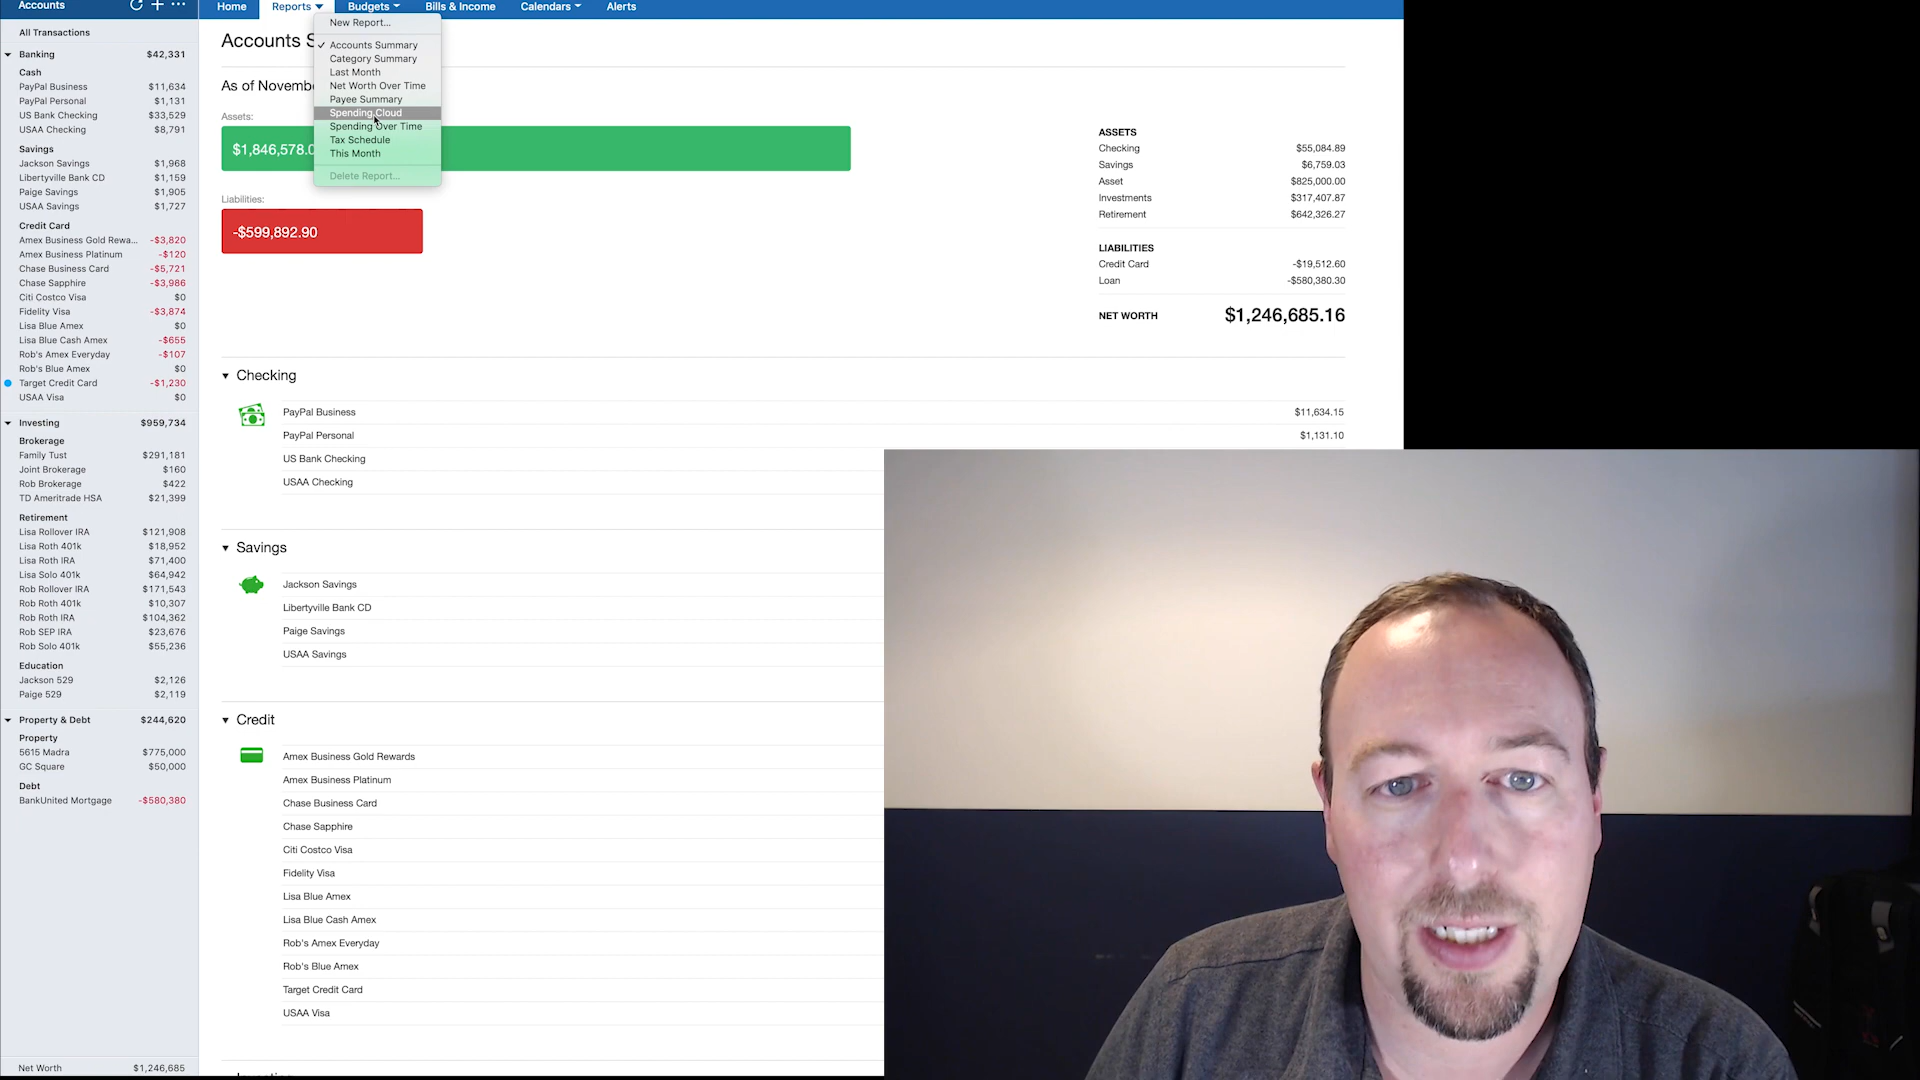 Accounts
All Transactions
Banking $42,331
Cash
PayPal Business $11,634
PayPal Personal $1,131
US Bank Checking $33,529
USAA Checking $8,791
Savings
Jackson Savings $1,968
Libertyville Bank CD $1,159
Paige Savings $1,905
USAA Savings $1,727
Credit Card
Amex Business Gold Rewa... -$3,820
Amex Business Platinum -$120
Chase Business Card -$5,721
Chase Sapphire -$3,986
Citi Costco Visa $0
Fidelity Visa -$3,874
Lisa Blue Amex $0
Lisa Blue Cash Amex -$655
Rob's Amex Everyday -$107
Rob's Blue Amex $0
Target Credit Card -$1,230
USAA Visa $0
Investing $959,734
Brokerage
Family Tust $291,181
Joint Brokerage $160
Rob Brokerage $422
TD Ameritrade HSA $21,399
Retirement
Lisa Rollover IRA $121,908
Lisa Roth 401k $18,952
Lisa Roth IRA $71,400
Lisa Solo 401k $64,942
Rob Rollover IRA $171,543
Rob Roth 401k $10,307
Rob Roth IRA $104,362
Rob SEP IRA $23,676
Rob Solo 401k $55,236
Education
Jackson 529 $2,126
Paige 529 $2,119
Property & Debt $244,620
Property
5615 Madra $775,000
GC Square $50,000
Debt
BankUnited Mortgage -$580,380
Net Worth $1,246,685
Home Reports Budgets Bills & Income Calendars Alerts
New Report...
Accounts Summary
Category Summary
Last Month
Net Worth Over Time
Payee Summary
Spending Cloud
Spending Over Time
Tax Schedule
This Month
Delete Report...
Accounts S
As of Novemb
Assets:
$1,846,578.0
Liabilities:
-$599,892.90
ASSETS
Checking $55,084.89
Savings $6,759.03
Asset $825,000.00
Investments $317,407.87
Retirement $642,326.27
LIABILITIES
Credit Card -$19,512.60
Loan -$580,380.30
NET WORTH $1,246,685.16
Checking
PayPal Business $11,634.15
PayPal Personal $1,131.10
US Bank Checking
USAA Checking
Savings
Jackson Savings
Libertyville Bank CD
Paige Savings
USAA Savings
Credit
Amex Business Gold Rewards
Amex Business Platinum
Chase Business Card
Chase Sapphire
Citi Costco Visa
Fidelity Visa
Lisa Blue Amex
Lisa Blue Cash Amex
Rob's Amex Everyday
Rob's Blue Amex
Target Credit Card
USAA Visa